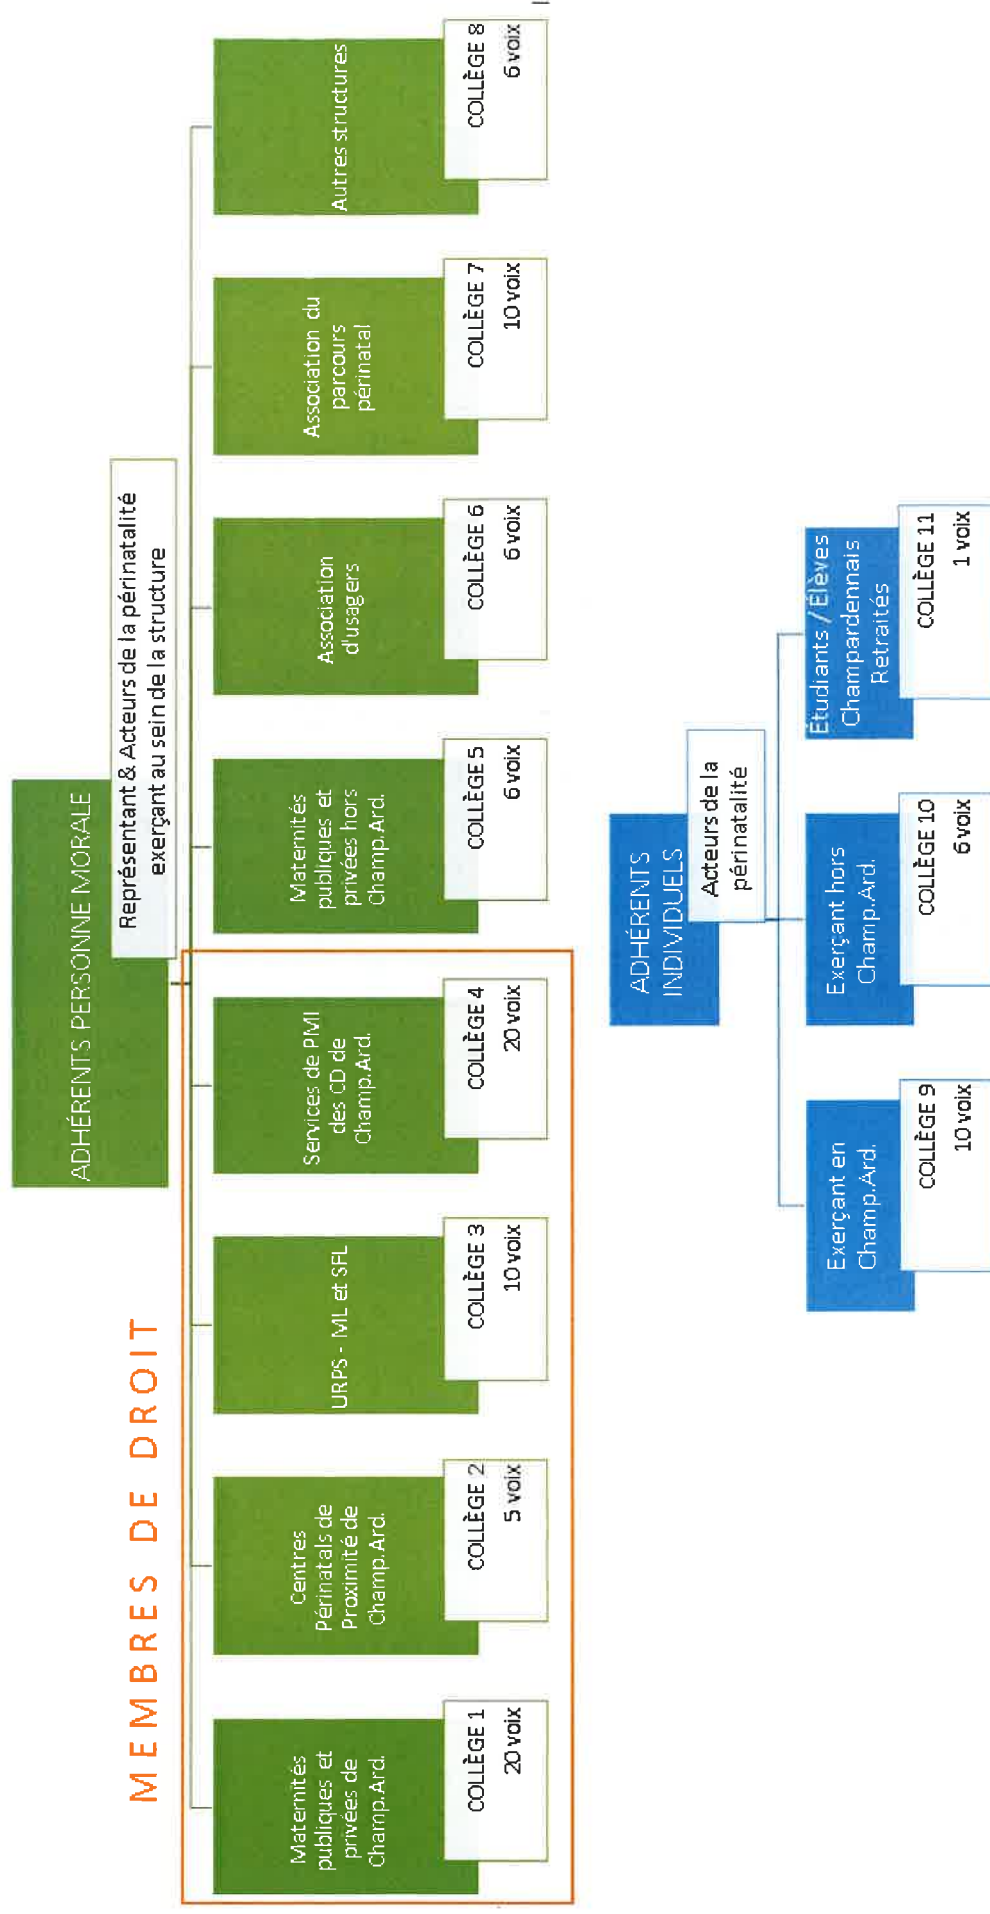 MEMBRES DE DROIT
ADHÉRENTS PERSONNE MORALE
Représentant & Acteurs de la périnatalité
exerçant au sein de la structure
Maternités
publiques et
privées de
Champ.Ard.
COLLÈGE 1
20 voix
Centres
Périnatals de
Proximité de
Champ.Ard.
COLLÈGE 2
5 voix
URPS - ML et SFL
COLLÈGE 3
10 voix
Services de PMI
des CD de
Champ.Ard.
COLLÈGE 4
20 voix
Maternités
publiques et
privées hors
Champ.Ard.
COLLÈGE 5
6 voix
Association
d'usagers
COLLÈGE 6
6 voix
Association du
parcours
périnatal
COLLÈGE 7
10 voix
Autres structures
COLLÈGE 8
6 voix
ADHÉRENTS
INDIVIDUELS
Acteurs de la
périnatalité
Exerçant en
Champ.Ard.
COLLÈGE 9
10 voix
Exerçant hors
Champ.Ard.
COLLÈGE 10
6 voix
Étudiants / Élèves
Champardennais
Retraités
COLLÈGE 11
1 voix